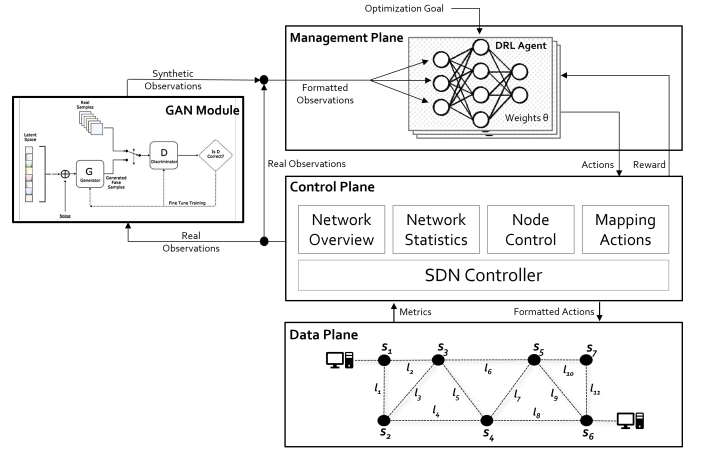 Optimization Goal
Management Plane
DRL Agent
Weights θ
Formatted
Observations
Synthetic
Observations
GAN Module
Real
Samples
Latent
Space
G
Generator
Generated
Fake
Samples
D
Discriminator
Is D
Correct?
Noise
Fine Tune Training
Real Observations
Real
Observations
Actions
Reward
Control Plane
Network
Overview
Network
Statistics
Node
Control
Mapping
Actions
SDN Controller
Metrics
Formatted Actions
Data Plane
S1
S3
S5
S7
l1
l2
l3
l4
l5
l6
l7
l8
l9
l10
l11
S2
S4
S6